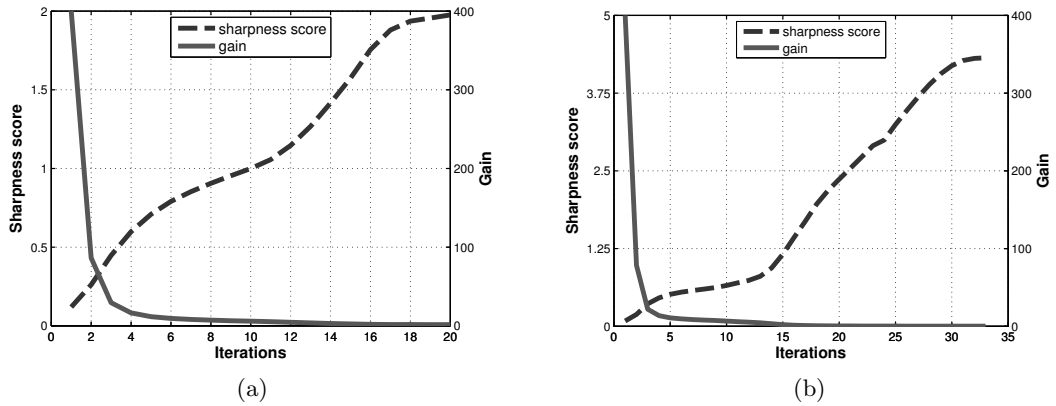 sharpness score
gain
2
1.5
1
0.5
0
400
300
200
100
0
0 2 4 6 8 10 12 14 16 18 20
Sharpness score
Gain
Iterations
(a)
sharpness score
gain
5
3.75
2.5
1.25
0
400
300
200
100
0
0 5 10 15 20 25 30 35
Sharpness score
Gain
Iterations
(b)